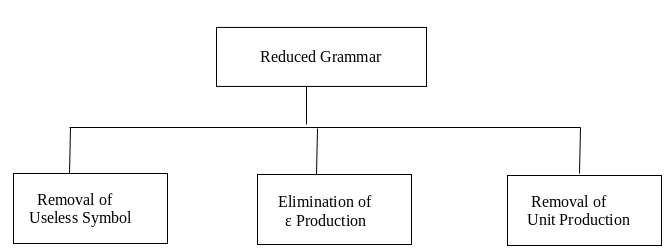 Reduced Grammar
Removal of
Useless Symbol
Elimination of
ε Production
Removal of
Unit Production